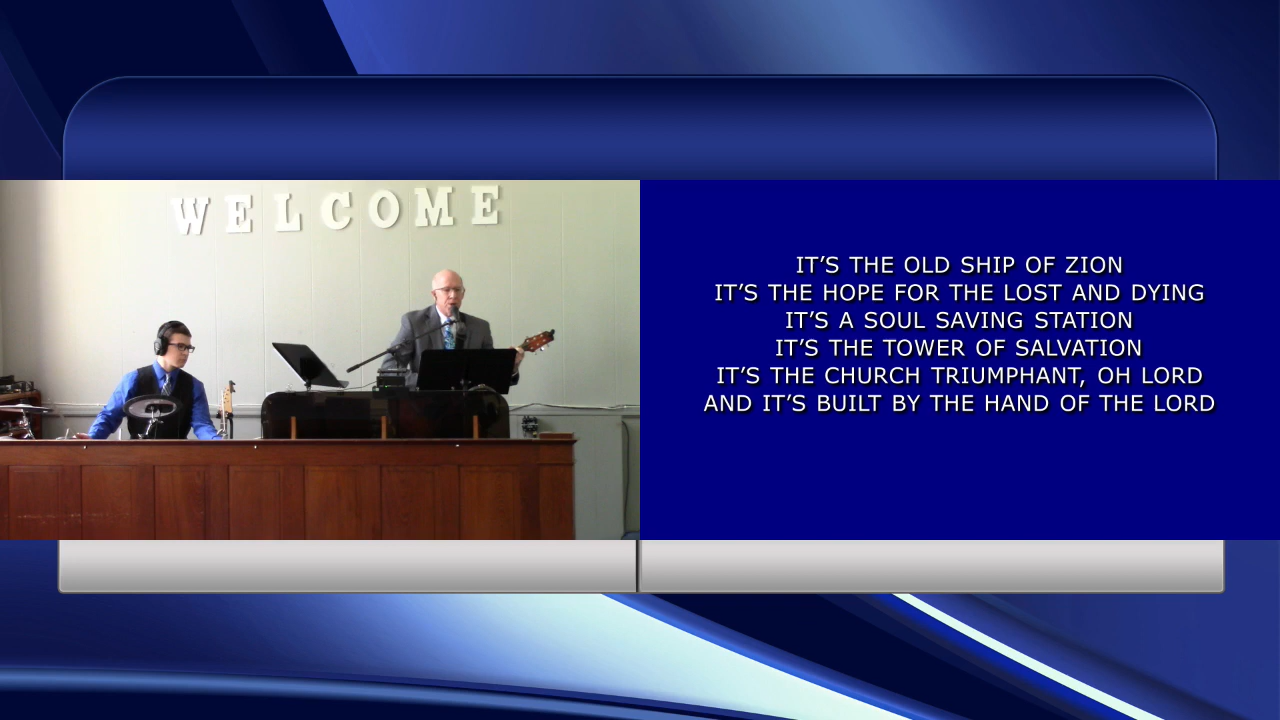 WELCOME
IT’S THE OLD SHIP OF ZION
IT’S THE HOPE FOR THE LOST AND DYING
IT’S A SOUL SAVING STATION
IT’S THE TOWER OF SALVATION
IT’S THE CHURCH TRIUMPHANT, OH LORD
AND IT’S BUILT BY THE HAND OF THE LORD